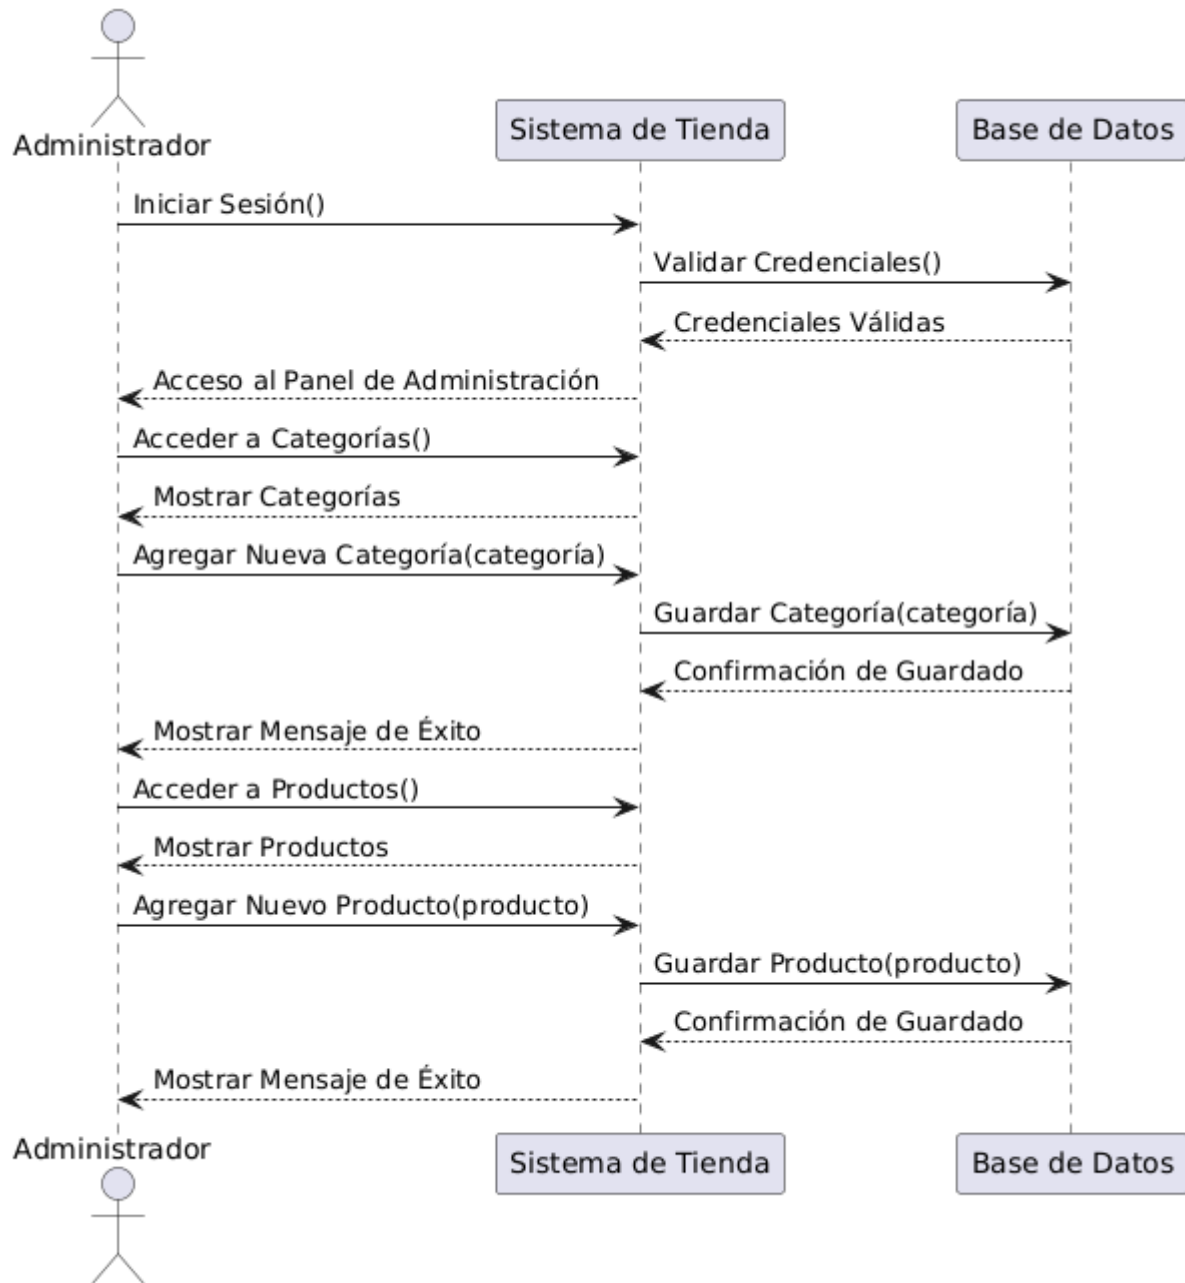 Administrador
Sistema de Tienda
Base de Datos
Iniciar Sesión()
Validar Credenciales()
Credenciales Válidas
Acceso al Panel de Administración
Acceder a Categorías()
Mostrar Categorías
Agregar Nueva Categoría(categoría)
Guardar Categoría(categoría)
Confirmación de Guardado
Mostrar Mensaje de Éxito
Acceder a Productos()
Mostrar Productos
Agregar Nuevo Producto(producto)
Guardar Producto(producto)
Confirmación de Guardado
Mostrar Mensaje de Éxito
Administrador
Sistema de Tienda
Base de Datos